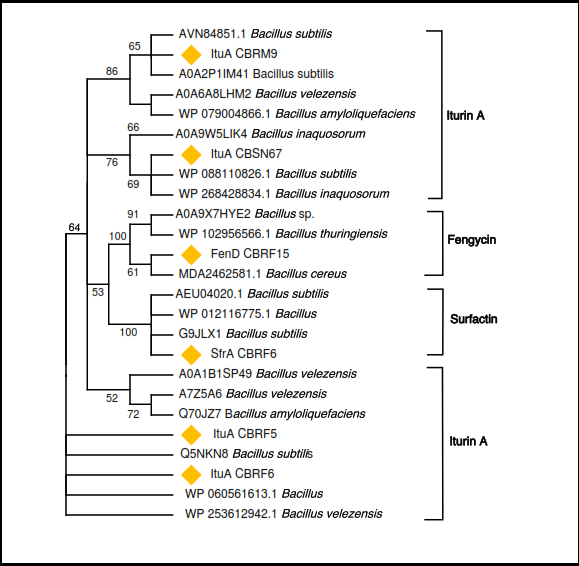 AVN84851.1 Bacillus subtilis
65
ItuA CBRM9
86
A0A2P1IM41 Bacillus subtilis
A0A6A8LHM2 Bacillus velezensis
WP 079004866.1 Bacillus amyloliquefaciens
Iturin A
66
A0A9W5LIK4 Bacillus inaquosorum
76
ItuA CBSN67
WP 088110826.1 Bacillus subtilis
69
WP 268428834.1 Bacillus inaquosorum
91
A0A9X7HYE2 Bacillus sp.
64
100
WP 102956566.1 Bacillus thuringiensis
Fengycin
FenD CBRF15
61
MDA2462581.1 Bacillus cereus
53
AEU04020.1 Bacillus subtilis
WP 012116775.1 Bacillus
Surfactin
100
G9JLX1 Bacillus subtilis
SfrA CBRF6
A0A1B1SP49 Bacillus velezensis
52
A7Z5A6 Bacillus velezensis
72
Q70JZ7 Bacillus amyloliquefaciens
ItuA CBRF5
Iturin A
Q5NKN8 Bacillus subtilis
ItuA CBRF6
WP 060561613.1 Bacillus
WP 253612942.1 Bacillus velezensis